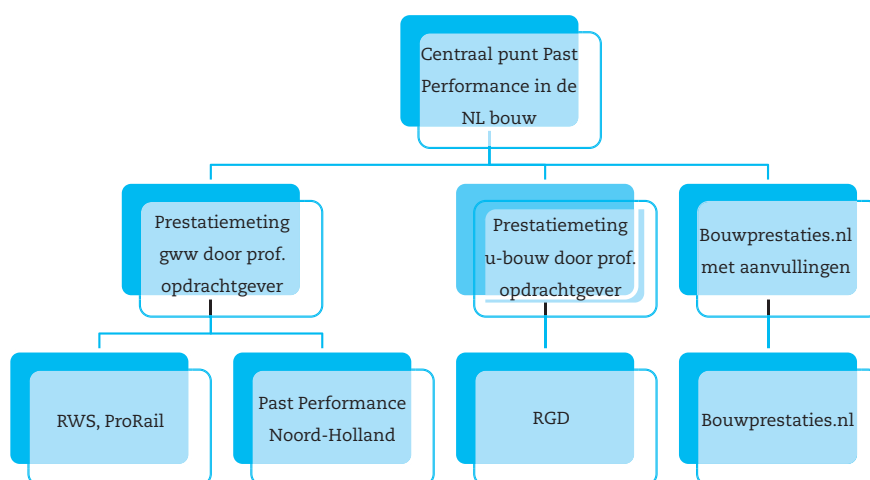 Centraal punt Past
Performance in de
NL bouw
Prestatiemeting
gww door prof.
opdrachtgever
Prestatiemeting
u-bouw door prof.
opdrachtgever
Bouwprestaties.nl
met aanvullingen
RWS, ProRail
Past Performance
Noord-Holland
RGD
Bouwprestaties.nl